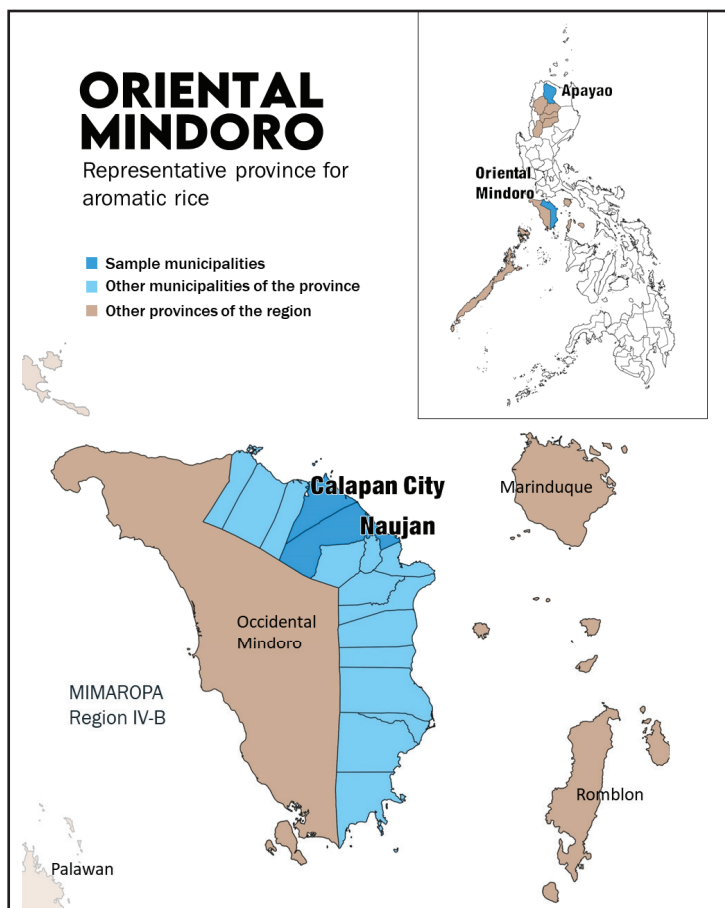 ORIENTAL
MINDORO
Representative province for
aromatic rice
Sample municipalities
Other municipalities of the province
Other provinces of the region
Apayao
Oriental
Mindoro
Calapan City
Naujan
Marinduque
Occidental
Mindoro
MIMAROPA
Region IV-B
Romblon
Palawan